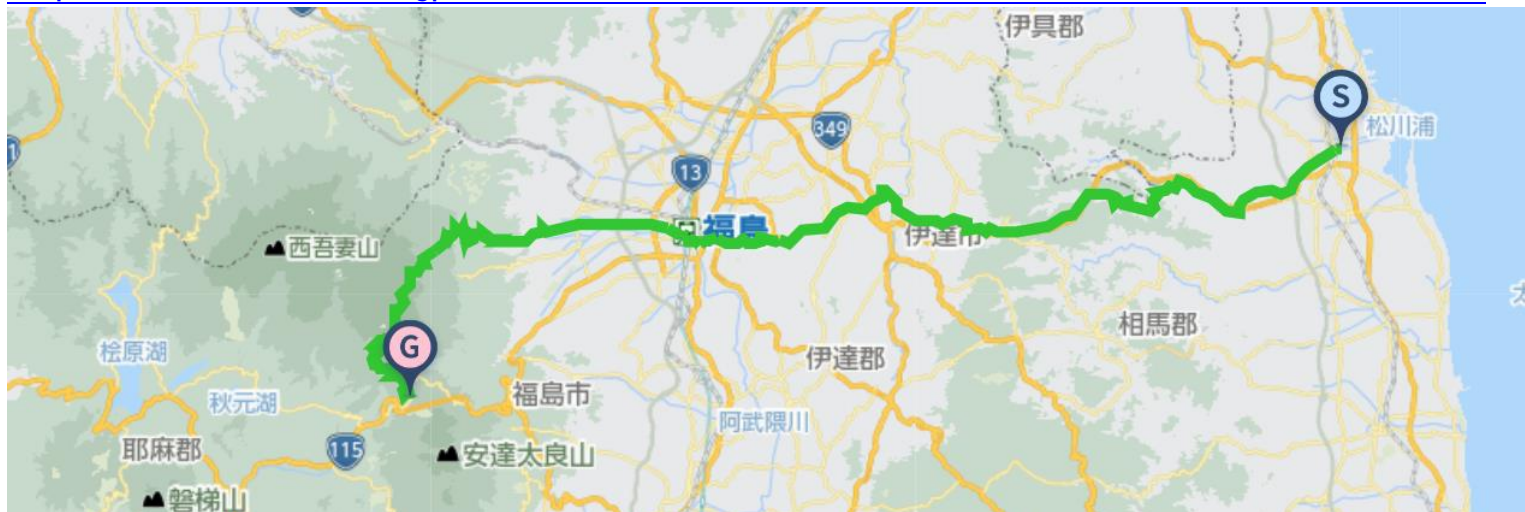 伊具郡
S
松川浦
349
13
福島
伊達市
西吾妻山
相馬郡
G
桧原湖
伊達郡
秋元湖
福島市
阿武隈川
耶麻郡
115
安達太良山
磐梯山